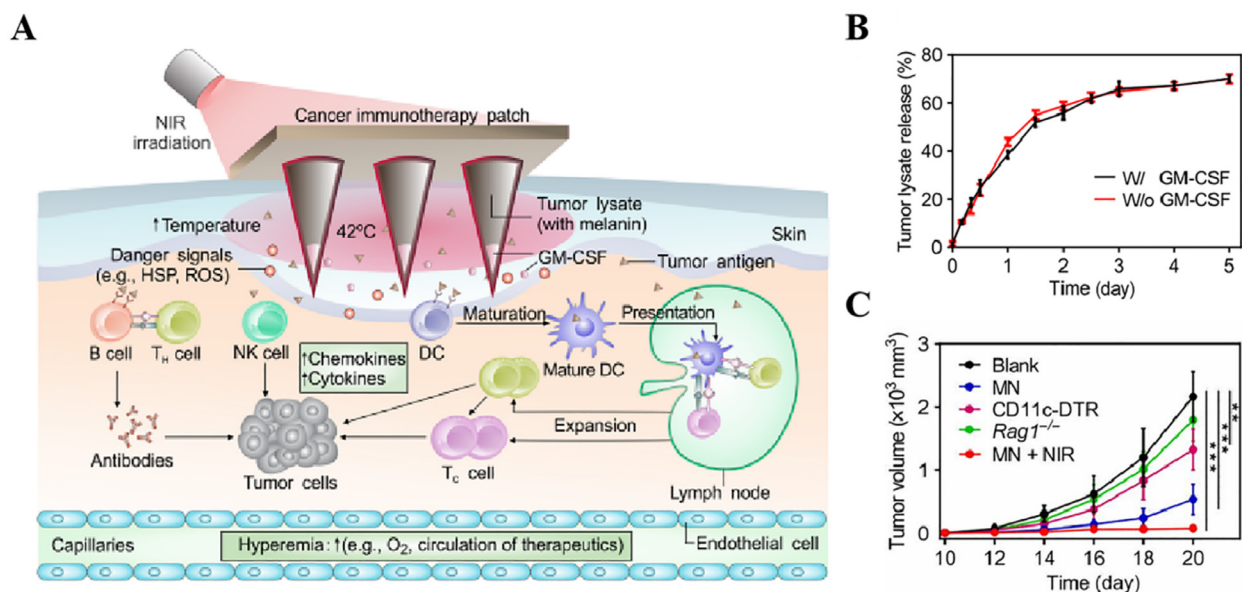 A
NIR
irradiation
Cancer immunotherapy patch
↑Temperature
42ºC
Tumor lysate
(with melanin)
Skin
Danger signals
(e.g., HSP, ROS)
GM-CSF
Tumor antigen
B cell
T_H cell
NK cell
DC
Maturation
Mature DC
Presentation
↑Chemokines
↑Cytokines
Expansion
Antibodies
Tumor cells
T_C cell
Lymph node
Capillaries
Hyperemia: ↑(e.g., O₂, circulation of therapeutics)
Endothelial cell
B
Tumor lysate release (%)
80
60
40
20
0
W/ GM-CSF
W/o GM-CSF
0 1 2 3 4 5
Time (day)
C
Tumor volume (×10³ mm³)
3
2
1
0
Blank
MN
CD11c-DTR
Rag1⁻/⁻
MN + NIR
***
***
**
10 12 14 16 18 20
Time (day)